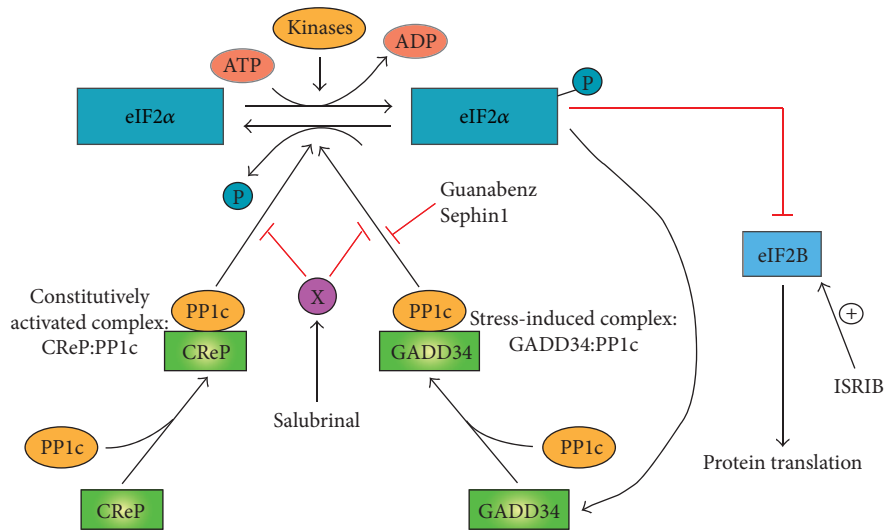 Kinases
ATP
ADP
eIF2α
eIF2α
P
P
Guanabenz
Sephin1
eIF2B
Constitutively
activated complex:
CReP:PP1c
PP1c
CReP
X
PP1c
GADD34
Stress-induced complex:
GADD34:PP1c
+
ISRIB
Salubrinal
PP1c
PP1c
Protein translation
CReP
GADD34